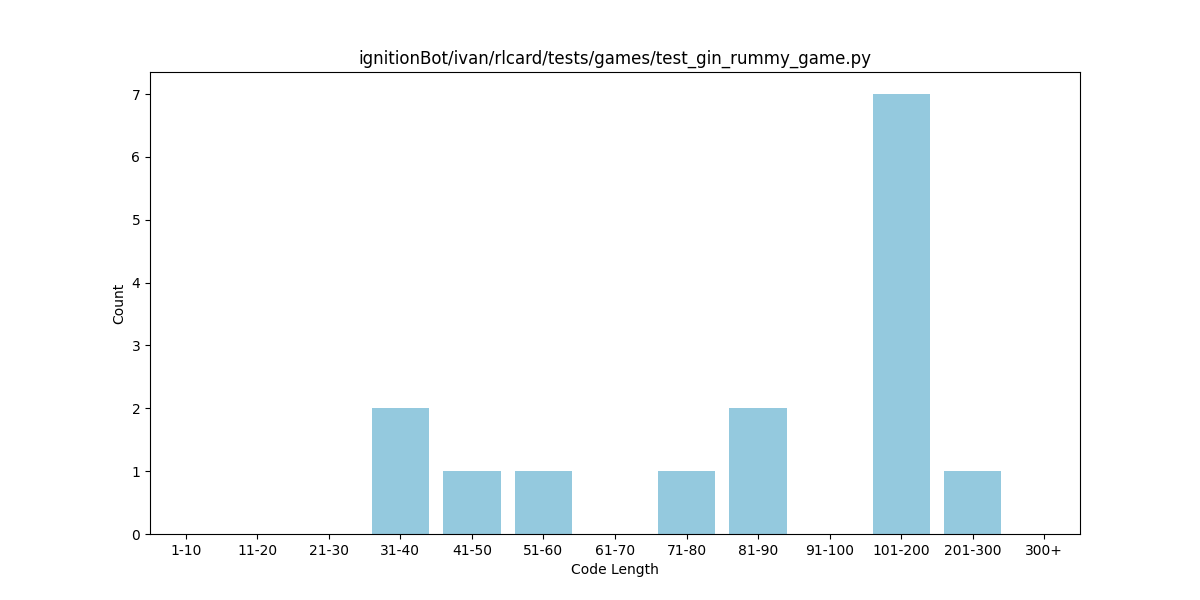 ignitionBot/ivan/rlcard/tests/games/test_gin_rummy_game.py
7
6
5
4
3
2
1
0
Count
1-10 11-20 21-30 31-40 41-50 51-60 61-70 71-80 81-90 91-100 101-200 201-300 300+
Code Length